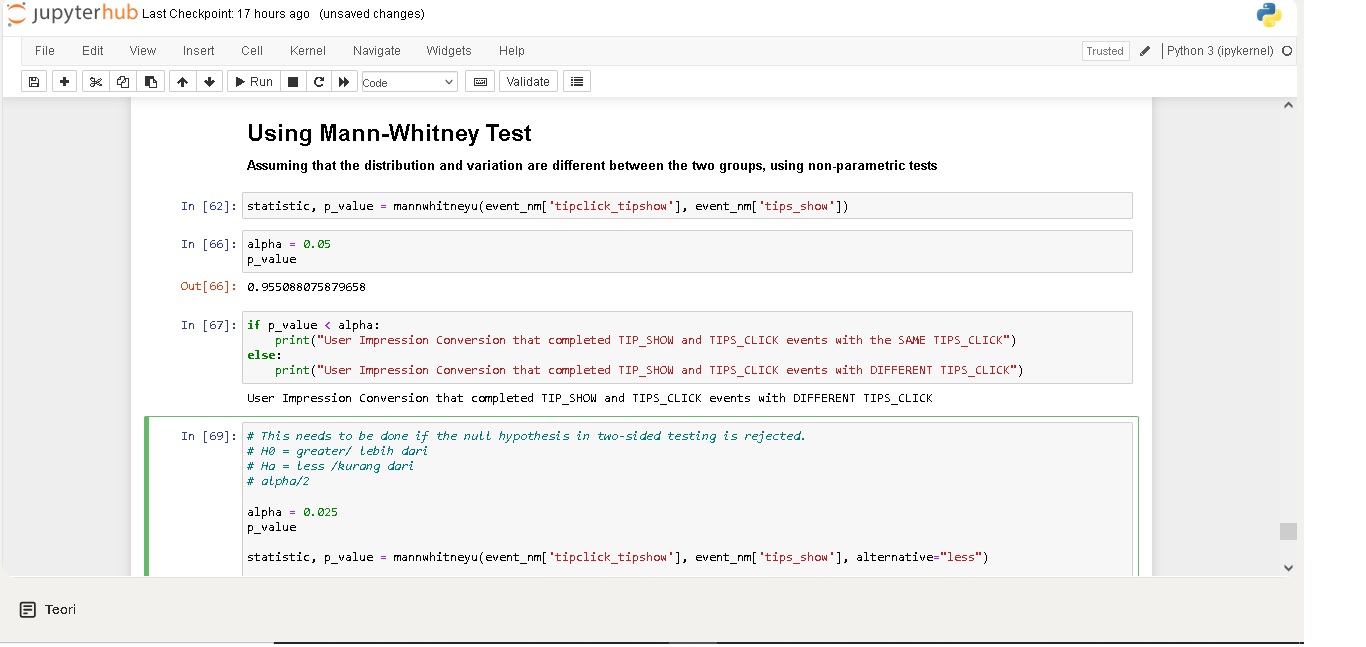 jupyterhub Last Checkpoint: 17 hours ago (unsaved changes)
File Edit View Insert Cell Kernel Navigate Widgets Help Trusted Python 3 (ipykernel)
Run Code Validate
Using Mann-Whitney Test
Assuming that the distribution and variation are different between the two groups, using non-parametric tests
In [62]: statistic, p_value = mannwhitneyu(event_nm['tipclick_tipshow'], event_nm['tips_show'])
In [66]: alpha = 0.05
p_value
Out[66]: 0.955088075879658
In [67]: if p_value < alpha:
print("User Impression Conversion that completed TIP_SHOW and TIPS_CLICK events with the SAME TIPS_CLICK")
else:
print("User Impression Conversion that completed TIP_SHOW and TIPS_CLICK events with DIFFERENT TIPS_CLICK")
User Impression Conversion that completed TIP_SHOW and TIPS_CLICK events with DIFFERENT TIPS_CLICK
In [69]: # This needs to be done if the null hypothesis in two-sided testing is rejected.
# H0 = greater/ lebih dari
# Ha = less /kurang dari
# alpha/2
alpha = 0.025
p_value
statistic, p_value = mannwhitneyu(event_nm['tipclick_tipshow'], event_nm['tips_show'], alternative="less")
Teori